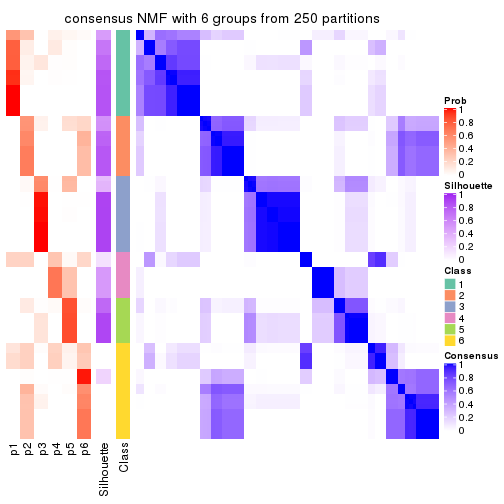 consensus NMF with 6 groups from 250 partitions
Prob
1
0.8
0.6
0.4
0.2
0
Silhouette
1
0.8
0.6
0.4
0.2
0
Class
1
2
3
4
5
6
Consensus
1
0.8
0.6
0.4
0.2
0
p1
p2
p3
p4
p5
p6
Silhouette
Class